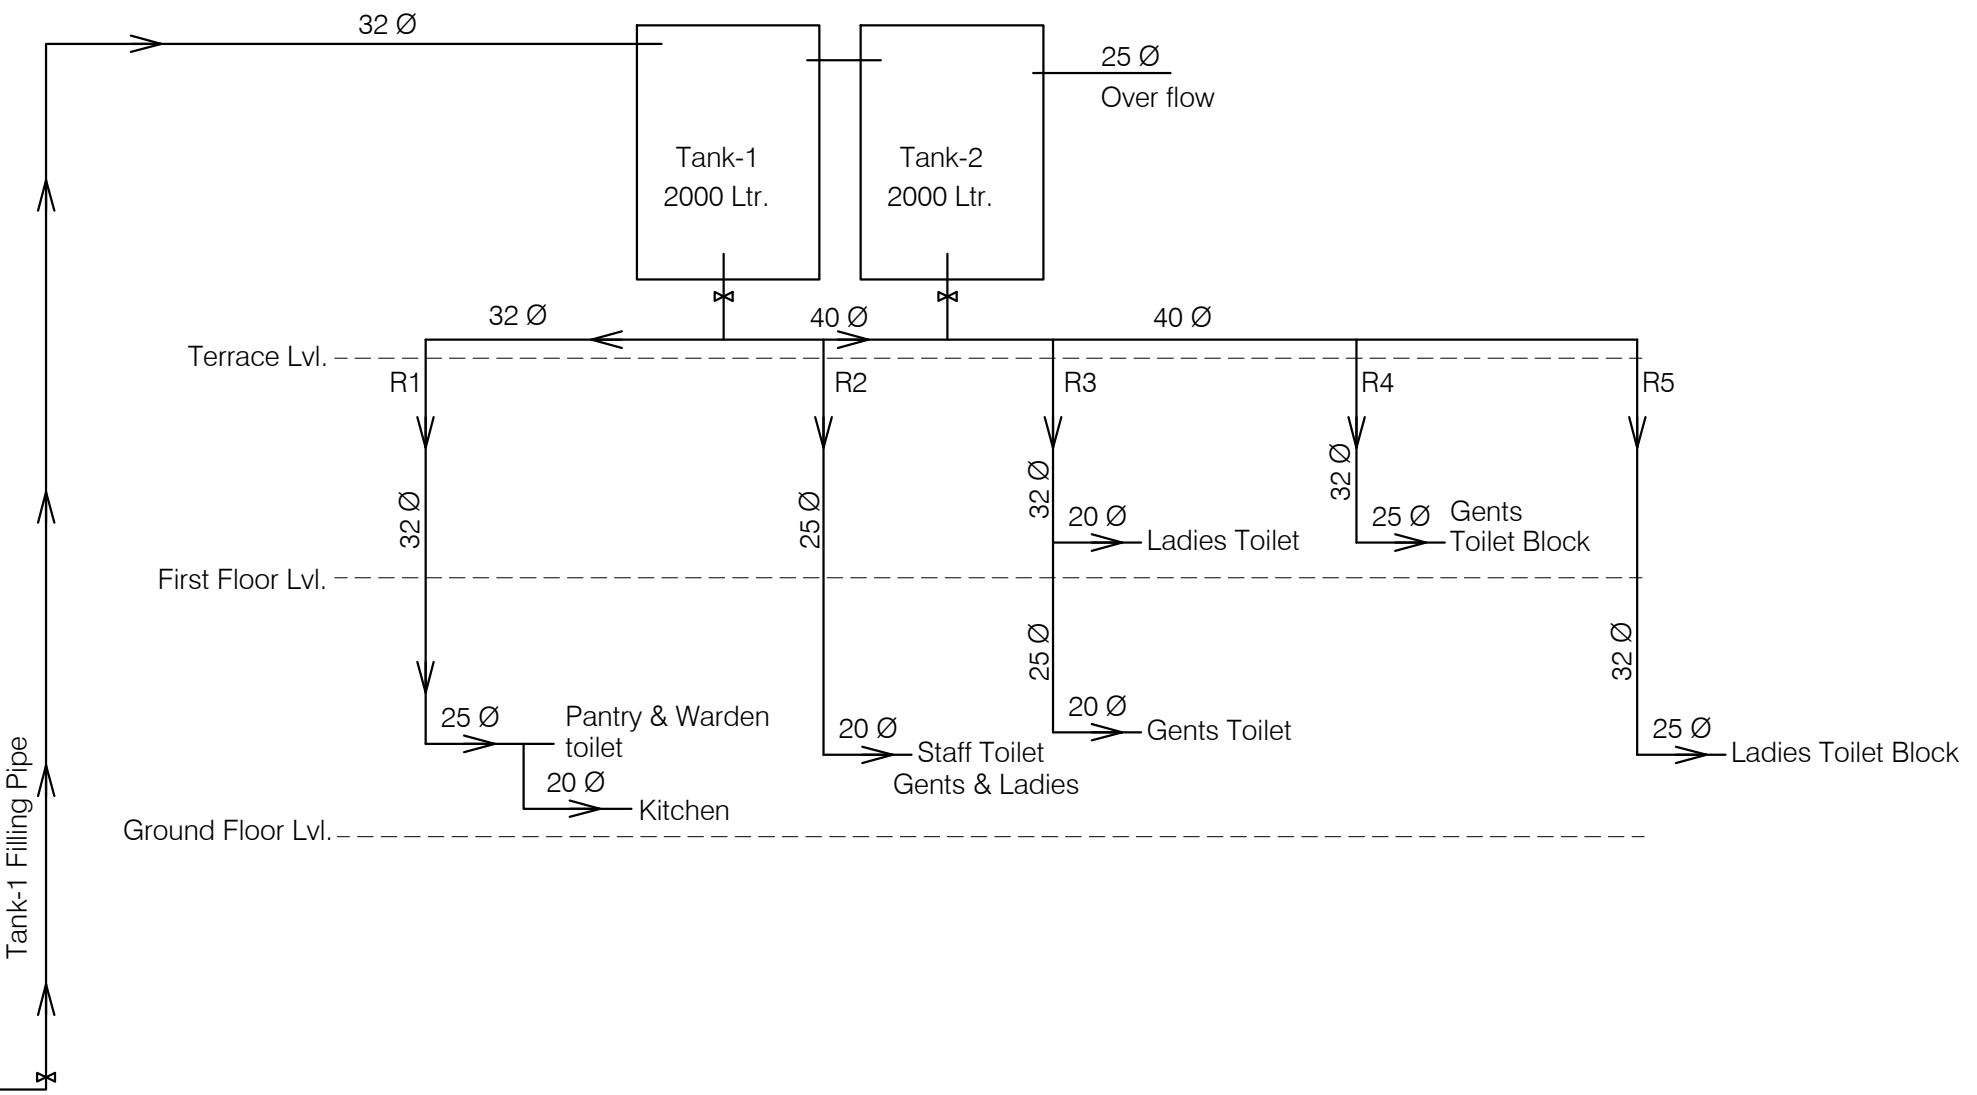 32 Ø
25 Ø
Over flow
Tank-1
2000 Ltr.
Tank-2
2000 Ltr.
32 Ø
40 Ø
40 Ø
Terrace Lvl.
R1
R2
R3
R4
R5
32 Ø
25 Ø
32 Ø
32 Ø
20 Ø
Ladies Toilet
25 Ø
Gents
Toilet Block
First Floor Lvl.
25 Ø
32 Ø
25 Ø
Pantry & Warden
toilet
20 Ø
Kitchen
20 Ø
Staff Toilet
Gents & Ladies
20 Ø
Gents Toilet
25 Ø
Ladies Toilet Block
Ground Floor Lvl.
Tank-1 Filling Pipe